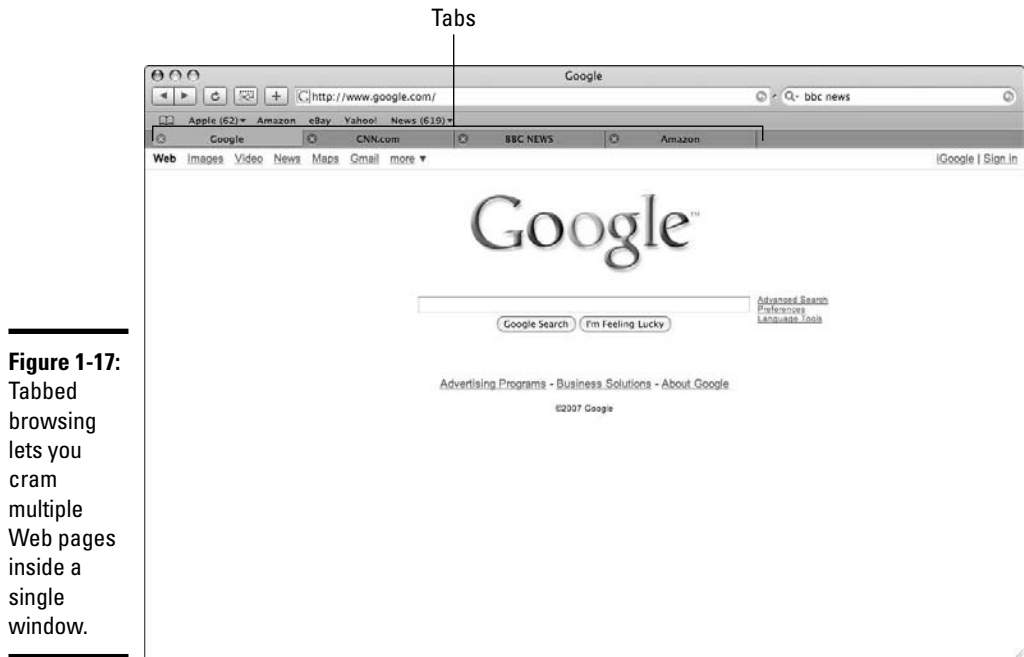 Tabs
Google
http://www.google.com/
bbc news
Apple (62) Amazon eBay Yahoo! News (619)
Google CNN.com BBC NEWS Amazon
Web Images Video News Maps Gmail more ▼
iGoogle | Sign in
Google™
Advanced Search
Preferences
Language Tools
Google Search I'm Feeling Lucky
Advertising Programs - Business Solutions - About Google
©2007 Google
Figure 1-17:
Tabbed
browsing
lets you
cram
multiple
Web pages
inside a
single
window.